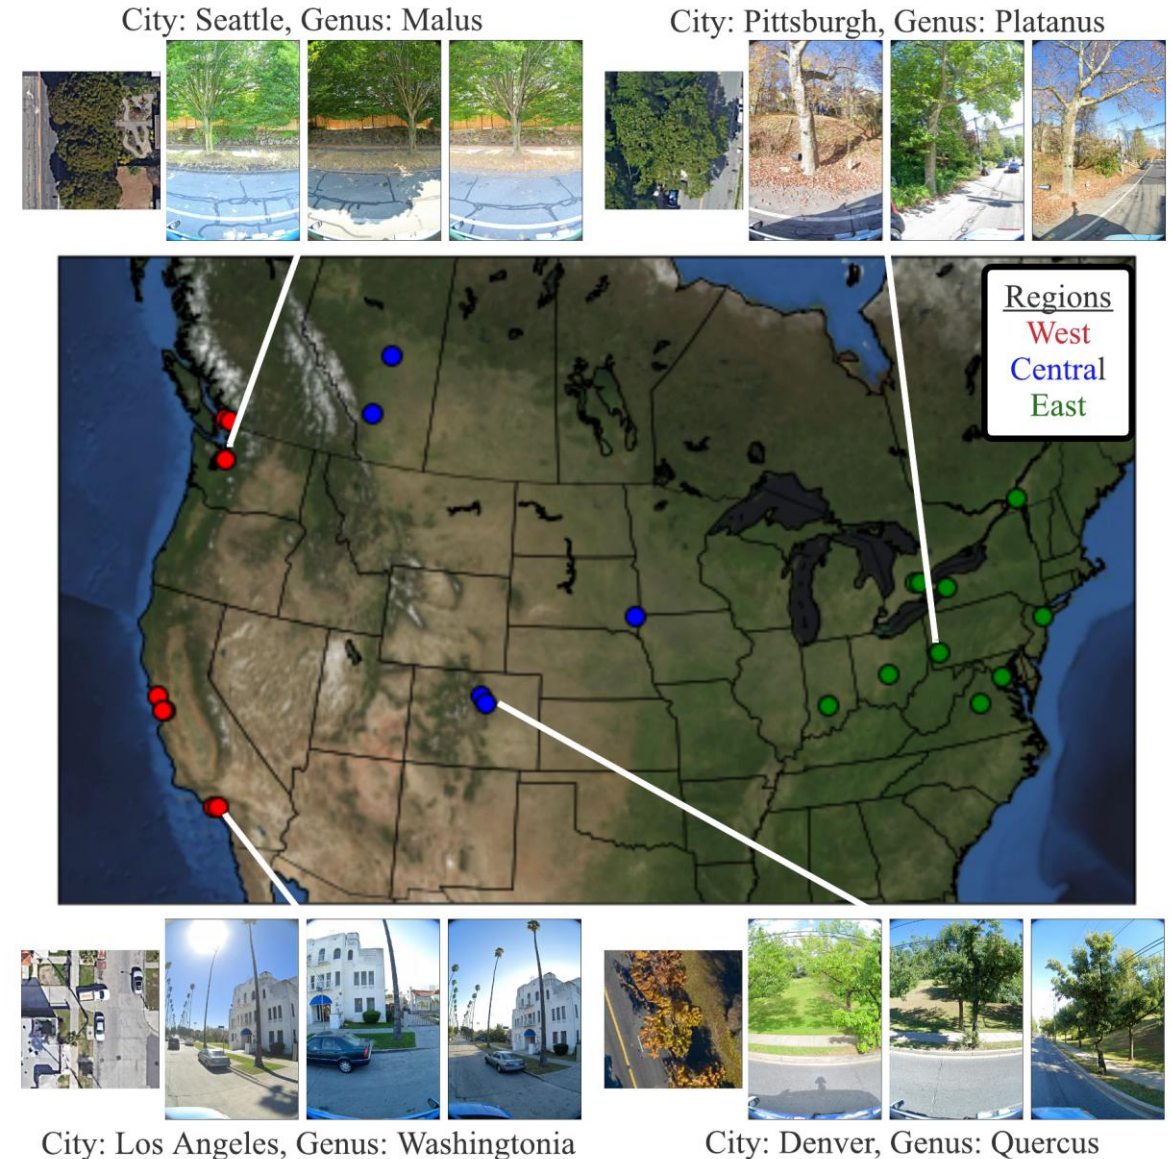 City: Seattle, Genus: Malus
City: Pittsburgh, Genus: Platanus
Regions
West
Central
East
City: Los Angeles, Genus: Washingtonia
City: Denver, Genus: Quercus